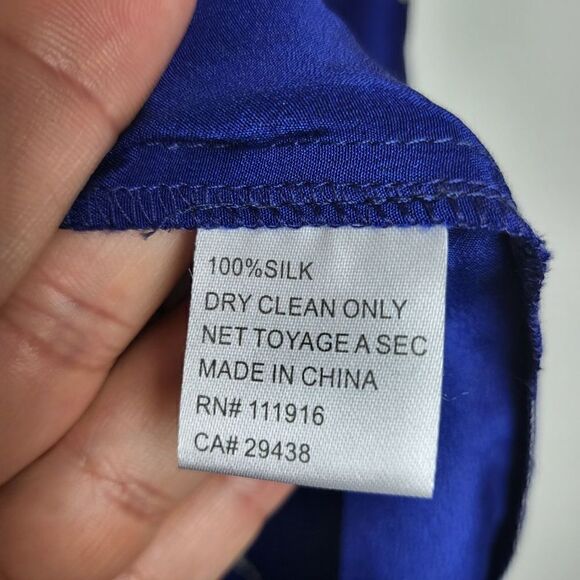 100%SILK
DRY CLEAN ONLY
NET TOYAGE A SEC
MADE IN CHINA
RN# 111916
CA# 29438